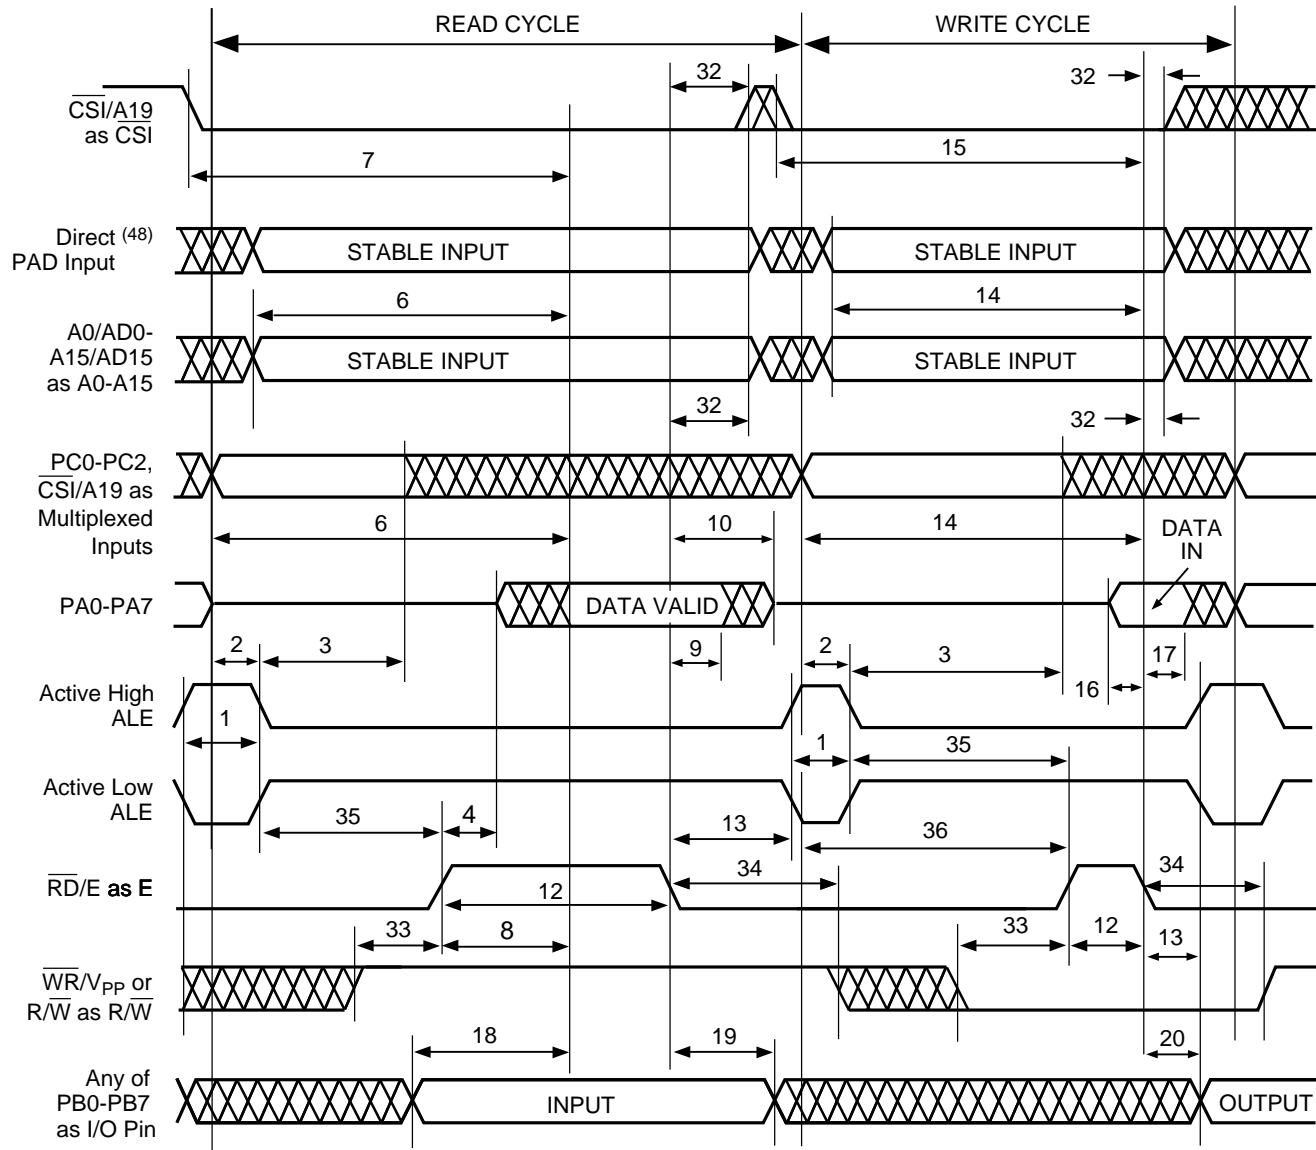 READ CYCLE
WRITE CYCLE
32
32
CSI/A19
as CSI
7
15
Direct (48)
PAD Input
STABLE INPUT
STABLE INPUT
6
14
A0/AD0-
A15/AD15
as A0-A15
STABLE INPUT
STABLE INPUT
32
32
PC0-PC2,
CSI/A19 as
Multiplexed
Inputs
6
10
14
DATA
IN
PA0-PA7
DATA VALID
2
3
9
2
3
17
16
Active High
ALE
1
1
35
Active Low
ALE
35
4
13
36
RD/E as E
12
34
34
33
8
33
12
13
WR/VPP or
R/W as R/W
18
19
20
Any of
PB0-PB7
as I/O Pin
INPUT
OUTPUT